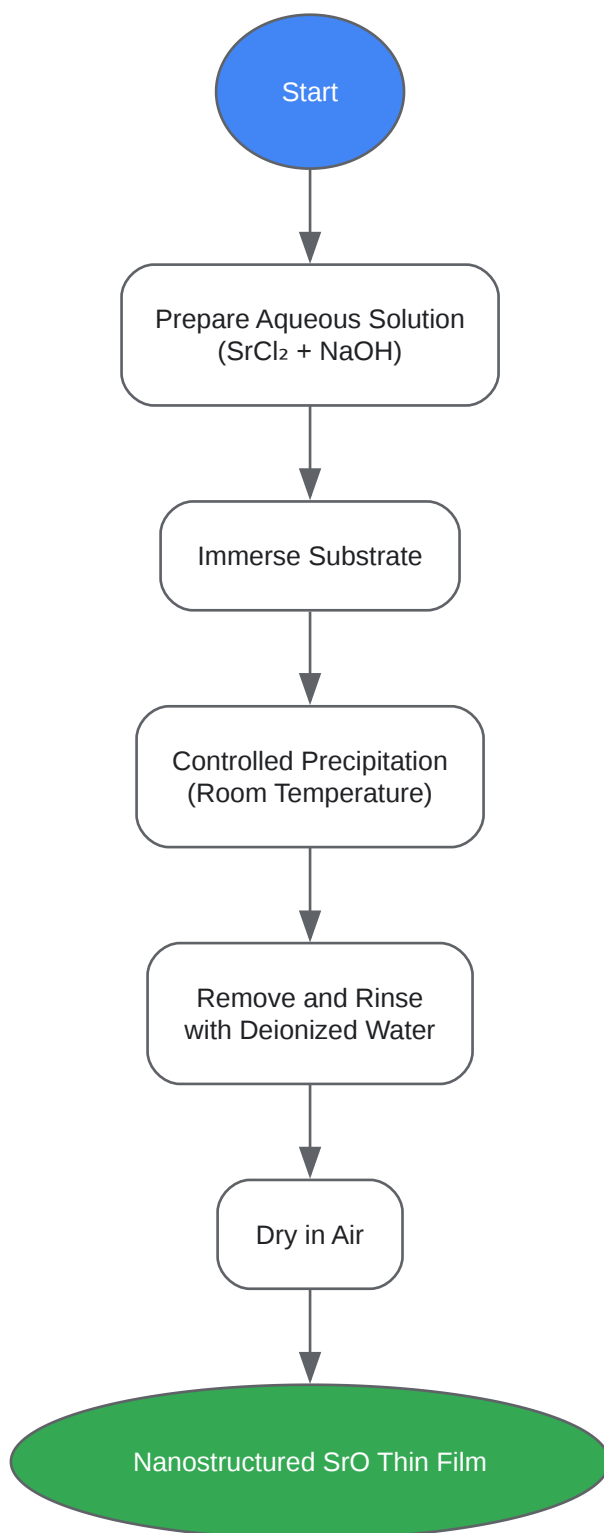 Start
Prepare Aqueous Solution
(SrCl₂ + NaOH)
Immerse Substrate
Controlled Precipitation
(Room Temperature)
Remove and Rinse
with Deionized Water
Dry in Air
Nanostructured SrO Thin Film